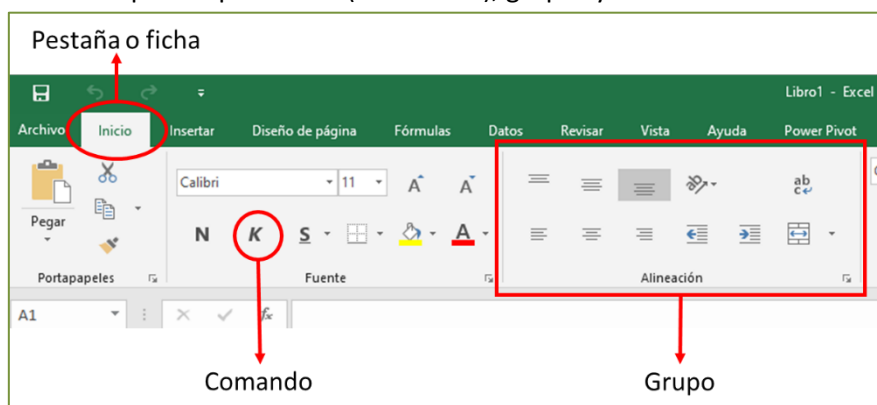 Pestaña o ficha
Libro1 - Excel
Archivo Inicio Insertar Diseño de página Fórmulas Datos Revisar Vista Ayuda Power Pivot
Calibri 11 A A ab
Pegar N K S A c
Portapapeles Fuente Alineación
A1 fx
Comando Grupo